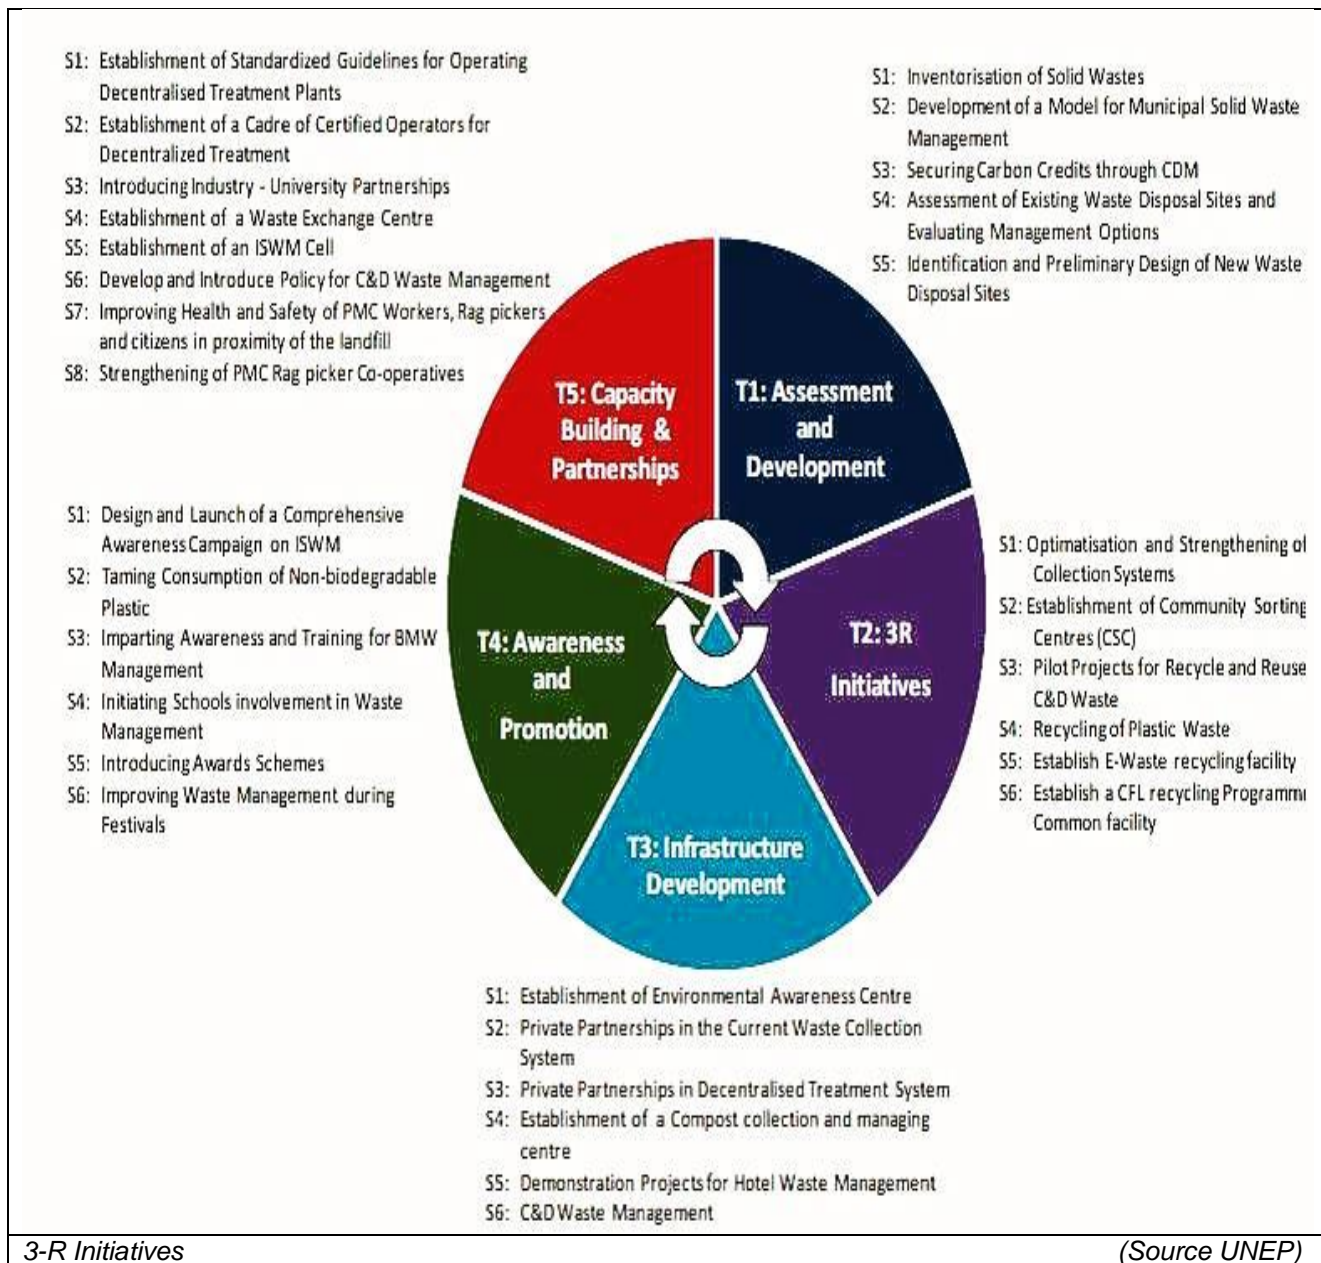 S1: Establishment of Standardized Guidelines for Operating
Decentralised Treatment Plants
S2: Establishment of a Cadre of Certified Operators for
Decentralized Treatment
S3: Introducing Industry - University Partnerships
S4: Establishment of a Waste Exchange Centre
S5: Establishment of an ISWM Cell
S6: Develop and Introduce Policy for C&D Waste Management
S7: Improving Health and Safety of PMC Workers, Rag pickers
and citizens in proximity of the landfill
S8: Strengthening of PMC Rag picker Co-operatives
S1: Inventorisation of Solid Wastes
S2: Development of a Model for Municipal Solid Waste
Management
S3: Securing Carbon Credits through CDM
S4: Assessment of Existing Waste Disposal Sites and
Evaluating Management Options
S5: Identification and Preliminary Design of New Waste
Disposal Sites
T5: Capacity
Building &
Partnerships
T1: Assessment
and
Development
S1: Design and Launch of a Comprehensive
Awareness Campaign on ISWM
S2: Taming Consumption of Non-biodegradable
Plastic
S3: Imparting Awareness and Training for BMW
Management
S4: Initiating Schools involvement in Waste
Management
S5: Introducing Awards Schemes
S6: Improving Waste Management during
Festivals
T4: Awareness
and
Promotion
T2: 3R
Initiatives
S1: Optimatisation and Strengthening of
Collection Systems
S2: Establishment of Community Sorting
Centres (CSC)
S3: Pilot Projects for Recycle and Reuse
C&D Waste
S4: Recycling of Plastic Waste
S5: Establish E-Waste recycling facility
S6: Establish a CFL recycling Programm
Common facility
T3: Infrastructure
Development
S1: Establishment of Environmental Awareness Centre
S2: Private Partnerships in the Current Waste Collection
System
S3: Private Partnerships in Decentralised Treatment System
S4: Establishment of a Compost collection and managing
centre
S5: Demonstration Projects for Hotel Waste Management
S6: C&D Waste Management
3-R Initiatives (Source UNEP)